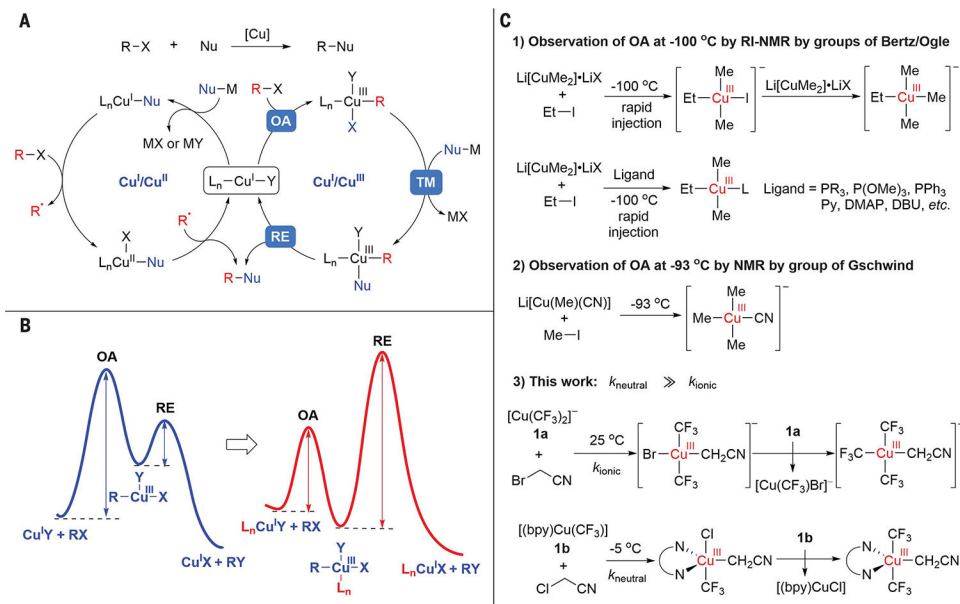 A
R–X + Nu [Cu] R–Nu
LnCuᴵ–Nu
Nu–M
MX or MY
R–X
R•
Cuᴵ/Cuᴵᴵ
X
LnCuᴵᴵ–Nu
R•
R–Nu
Ln–Cuᴵ–Y
R–X
OA
Y
Ln–Cuᴵᴵᴵ–R
X
Cuᴵ/Cuᴵᴵᴵ
Nu–M
TM
MX
RE
Y
Ln–Cuᴵᴵᴵ–R
Nu
B
OA
RE
Y
R–Cuᴵᴵᴵ–X
CuᴵY + RX
CuᴵX + RY
RE
OA
LnCuᴵY + RX
Y
R–Cuᴵᴵᴵ–X
Ln
LnCuᴵX + RY
C
1) Observation of OA at -100 °C by RI-NMR by groups of Bertz/Ogle
Li[CuMe₂]•LiX
+
Et–I
-100 °C
rapid
injection
Me
Et–Cuᴵᴵᴵ–I
Me
–
Li[CuMe₂]•LiX
Me
Et–Cuᴵᴵᴵ–Me
Me
–
Li[CuMe₂]•LiX
+
Et–I
Ligand
-100 °C
rapid
injection
Me
Et–Cuᴵᴵᴵ–L
Me
Ligand = PR₃, P(OMe)₃, PPh₃
Py, DMAP, DBU, etc.
2) Observation of OA at -93 °C by NMR by group of Gschwind
Li[Cu(Me)(CN)]
+
Me–I
-93 °C
Me
Me–Cuᴵᴵᴵ–CN
Me
–
3) This work: kneutral ≫ kionic
[Cu(CF₃)₂]⁻
1a
+
Br CN
25 °C
kionic
CF₃
Br–Cuᴵᴵᴵ–CH₂CN
CF₃
–
1a
[Cu(CF₃)Br]⁻
CF₃
F₃C–Cuᴵᴵᴵ–CH₂CN
CF₃
–
[(bpy)Cu(CF₃)]
1b
+
Cl CN
-5 °C
kneutral
Cl
N
N
Cuᴵᴵᴵ–CH₂CN
CF₃
1b
[(bpy)CuCl]
CF₃
N
N
Cuᴵᴵᴵ–CH₂CN
CF₃